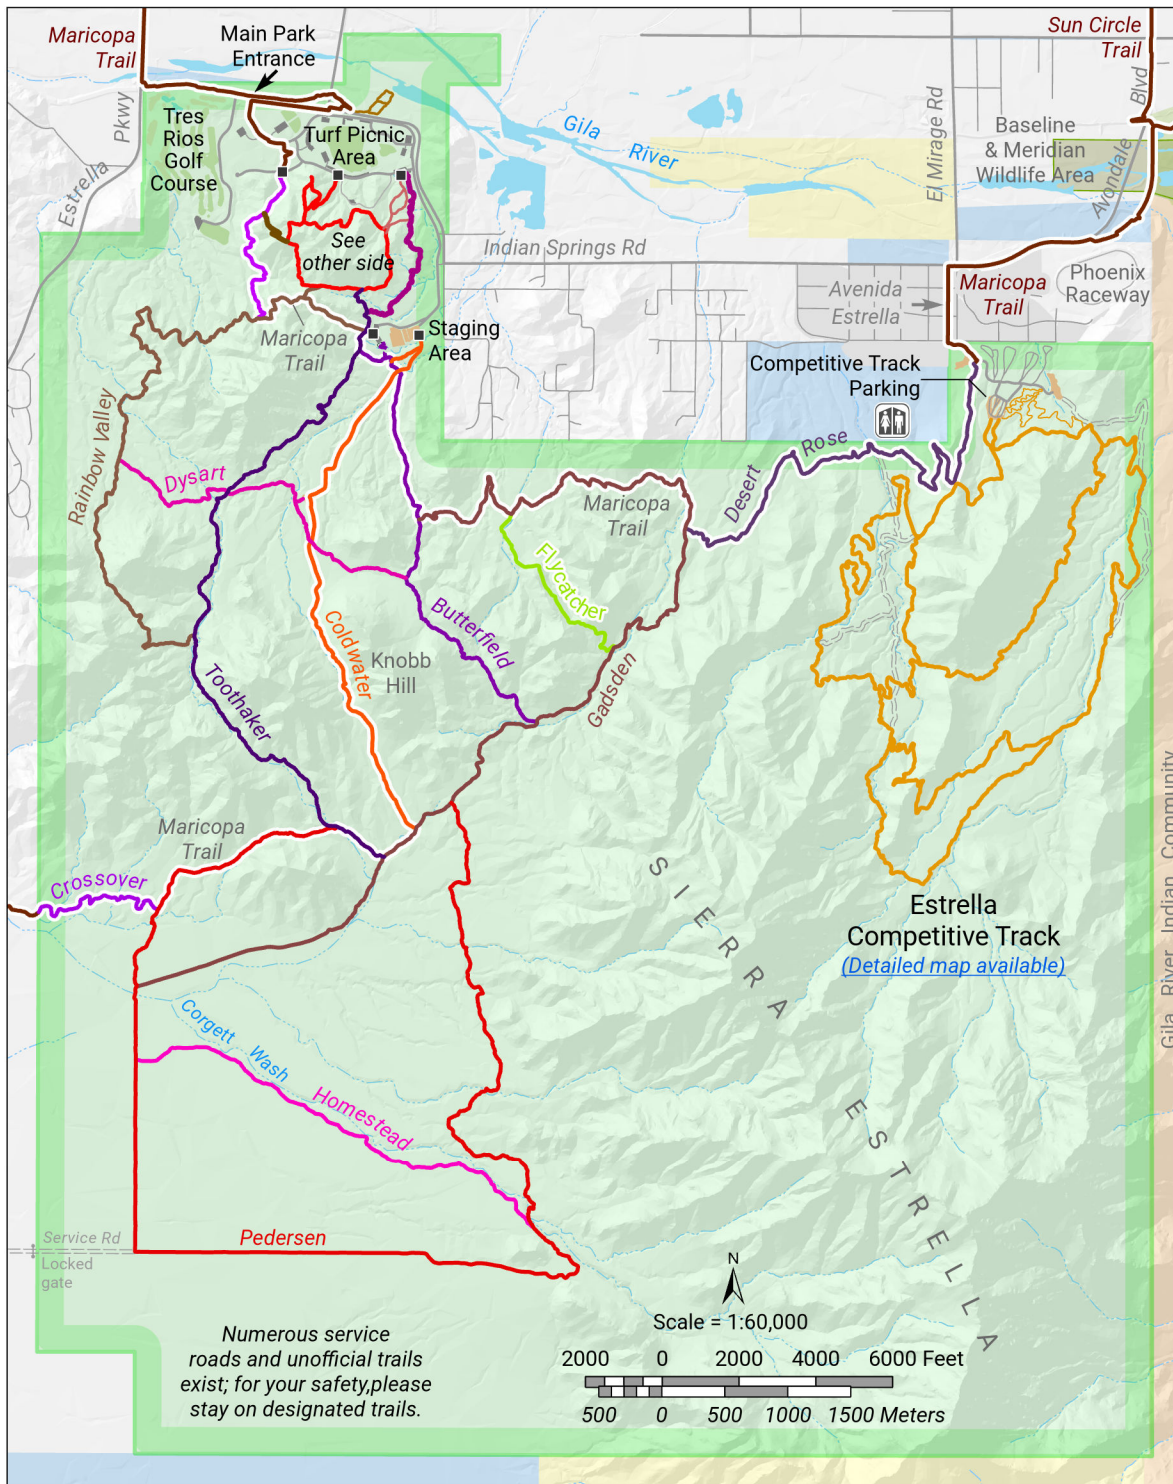 Maricopa
Trail
Main Park
Entrance
Sun Circle
Trail
Estrella
Pkwy
Tres
Rios
Golf
Course
Turf Picnic
Area
Gila
River
El Mirage Rd
Baseline
& Meridian
Wildlife Area
Avondale
Blvd
See
other side
Indian Springs Rd
Avenida
Estrella
Maricopa
Trail
Phoenix
Raceway
Maricopa
Trail
Staging
Area
Competitive Track
Parking
Rainbow Valley
Dysart
Desert
Rose
Maricopa
Trail
Flycatcher
Butterfield
Coldwater
Knobb
Hill
Gadsden
Toothaker
Maricopa
Trail
Crossover
SIERRA
ESTRELLA
Estrella
Competitive Track
(Detailed map available)
Gila River Indian Community
Corgett Wash
Homestead
Service Rd
Locked
gate
Pedersen
N
Scale = 1:60,000
Numerous service
roads and unofficial trails
exist; for your safety,please
stay on designated trails.
2000 0 2000 4000 6000 Feet
500 0 500 1000 1500 Meters